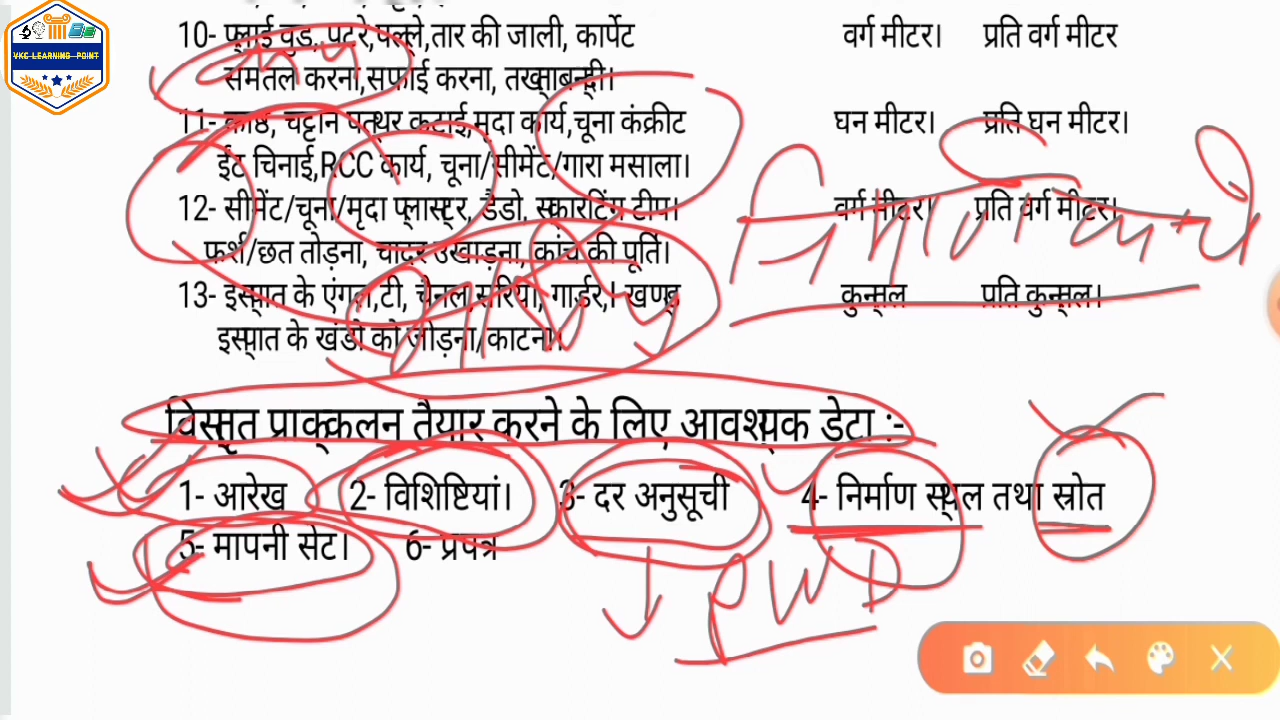 VKC LEARNING POINT
10- प्लाई वुड, पटरे,पल्ले,तार की जाली, कार्पेट वर्ग मीटर। प्रति वर्ग मीटर
समतल करना,सफाई करना, तख्ताबन्दी।
11- काष्ठ, चट्टान पत्थर कटाई,मृदा कार्य,चूना कंक्रीट घन मीटर। प्रति घन मीटर।
ईंट चिनाई,RCC कार्य, चूना/सीमेंट/गारा मसाला।
12- सीमेंट/चूना/मृदा प्लास्टर, डैडो, स्कारटिंग टीप। वर्ग मीटर। प्रति वर्ग मीटर।
फर्श/छत तोड़ना, चादर उखाड़ना, कांच की पूर्ति।
13- इस्पात के एंगल,टी, चैनल,सरिया, गार्डर,I खण्ड कुन्तल प्रति कुन्तल।
इस्पात के खंडो को जोड़ना/काटना।
विस्तृत प्राक्कलन तैयार करने के लिए आवश्यक डेटा :-
1- आरेख 2- विशिष्टियां। 3- दर अनुसूची 4- निर्माण स्थल तथा स्रोत
5- मापनी सेट। 6- प्रपत्र
PWD